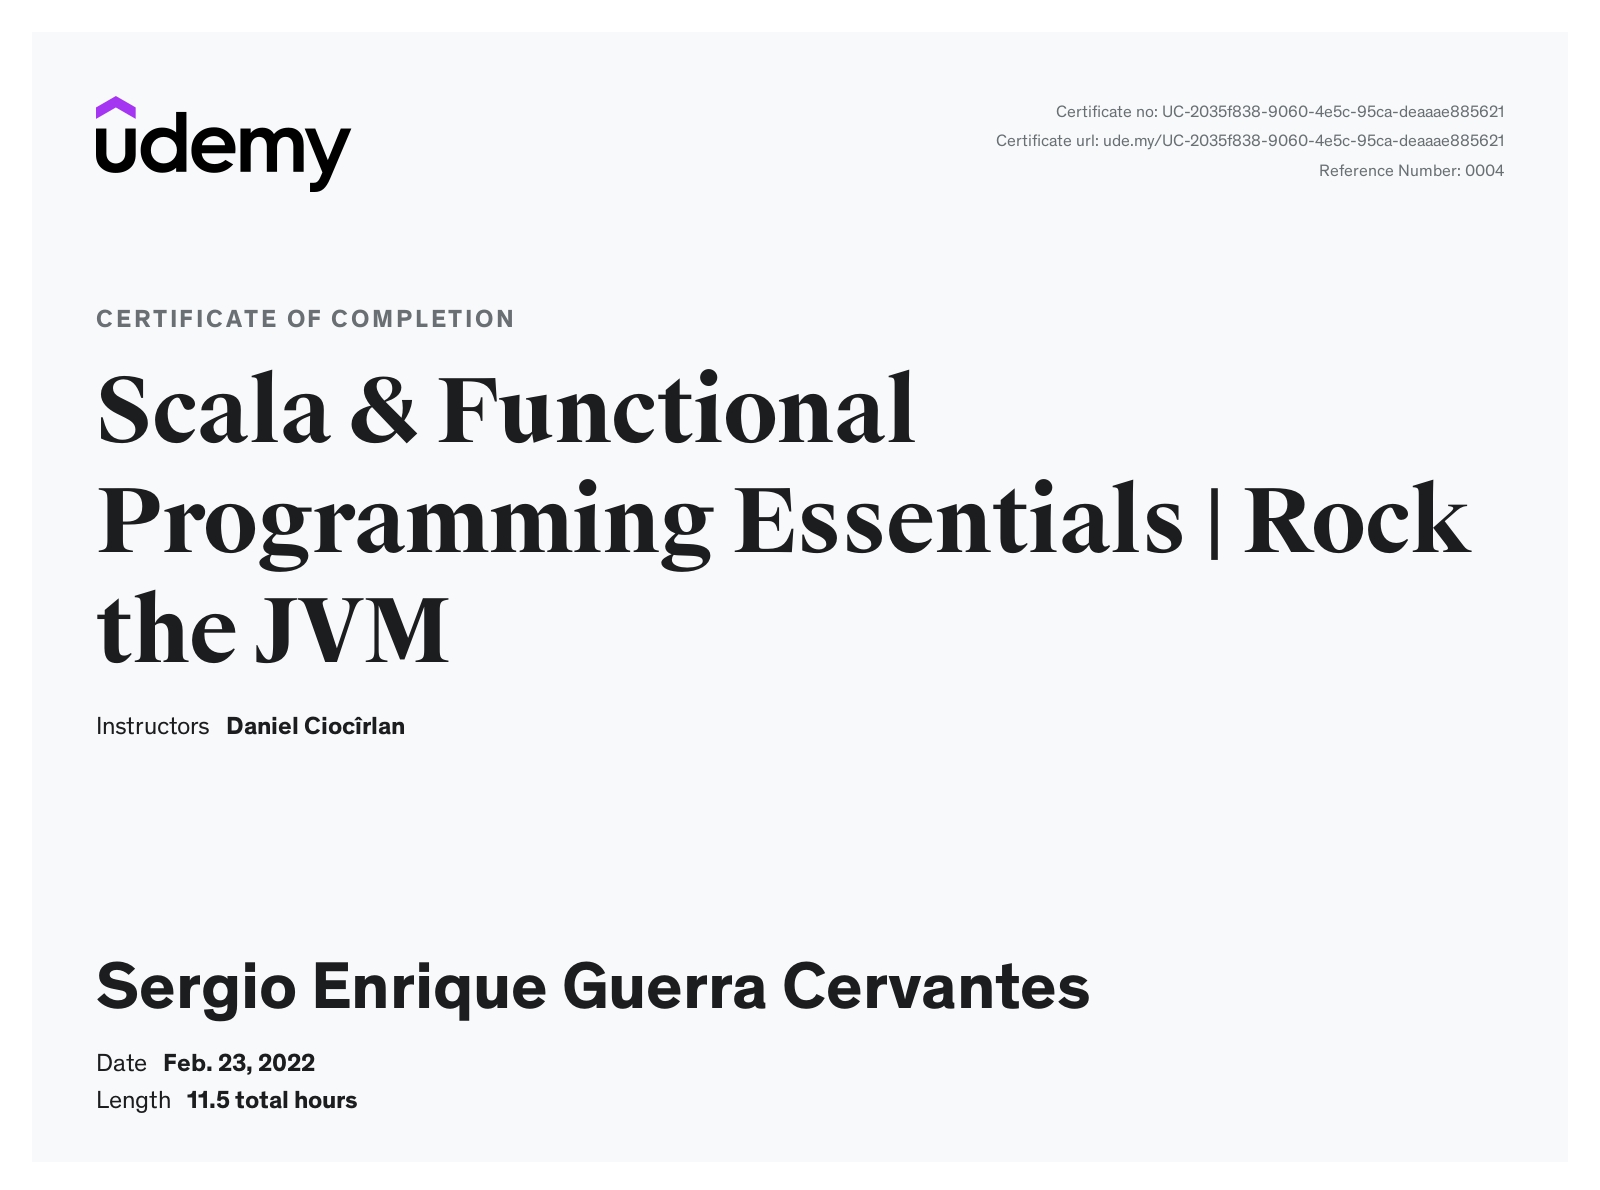 udemy
Certificate no: UC-2035f838-9060-4e5c-95ca-deaaae885621
Certificate url: ude.my/UC-2035f838-9060-4e5c-95ca-deaaae885621
Reference Number: 0004
CERTIFICATE OF COMPLETION
Scala & Functional
Programming Essentials | Rock
the JVM
Instructors Daniel Ciocîrlan
Sergio Enrique Guerra Cervantes
Date Feb. 23, 2022
Length 11.5 total hours